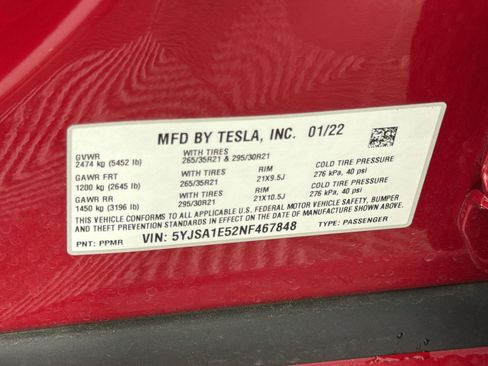 MFD BY TESLA, INC. 01/22
GVWR WITH TIRES
2474 kg (5452 lb) 265/35R21 & 295/30R21
GAWR FRT WITH TIRES RIM COLD TIRE PRESSURE
1200 kg (2645 lb) 265/35R21 21X9.5J 276 kPa, 40 psi
GAWR RR WITH TIRES RIM COLD TIRE PRESSURE
1450 kg (3196 lb) 295/30R21 21X10.5J 276 kPa, 40 psi
THIS VEHICLE CONFORMS TO ALL APPLICABLE U.S. FEDERAL MOTOR VEHICLE SAFETY, BUMPER
AND THEFT PREVENTION STANDARDS IN EFFECT ON THE DATE OF MANUFACTURE SHOWN ABOVE.
PNT: PPMR VIN: 5YJSA1E52NF467848 TYPE: PASSENGER